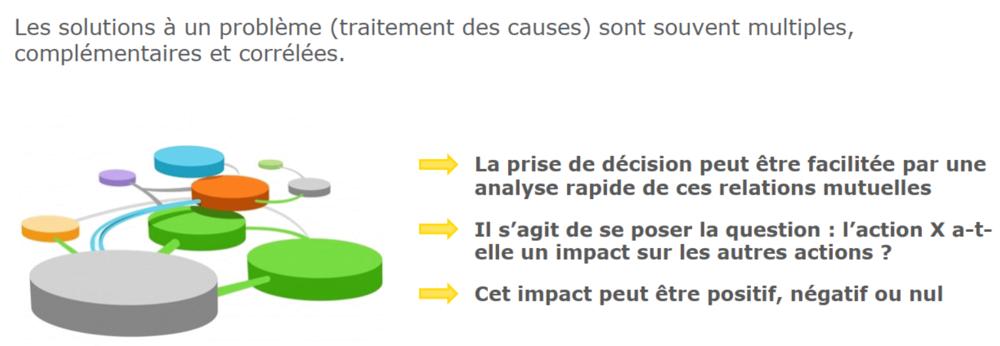 Les solutions à un problème (traitement des causes) sont souvent multiples,
complémentaires et corrélées.
La prise de décision peut être facilitée par une
analyse rapide de ces relations mutuelles
Il s’agit de se poser la question : l’action X a-t-
elle un impact sur les autres actions ?
Cet impact peut être positif, négatif ou nul